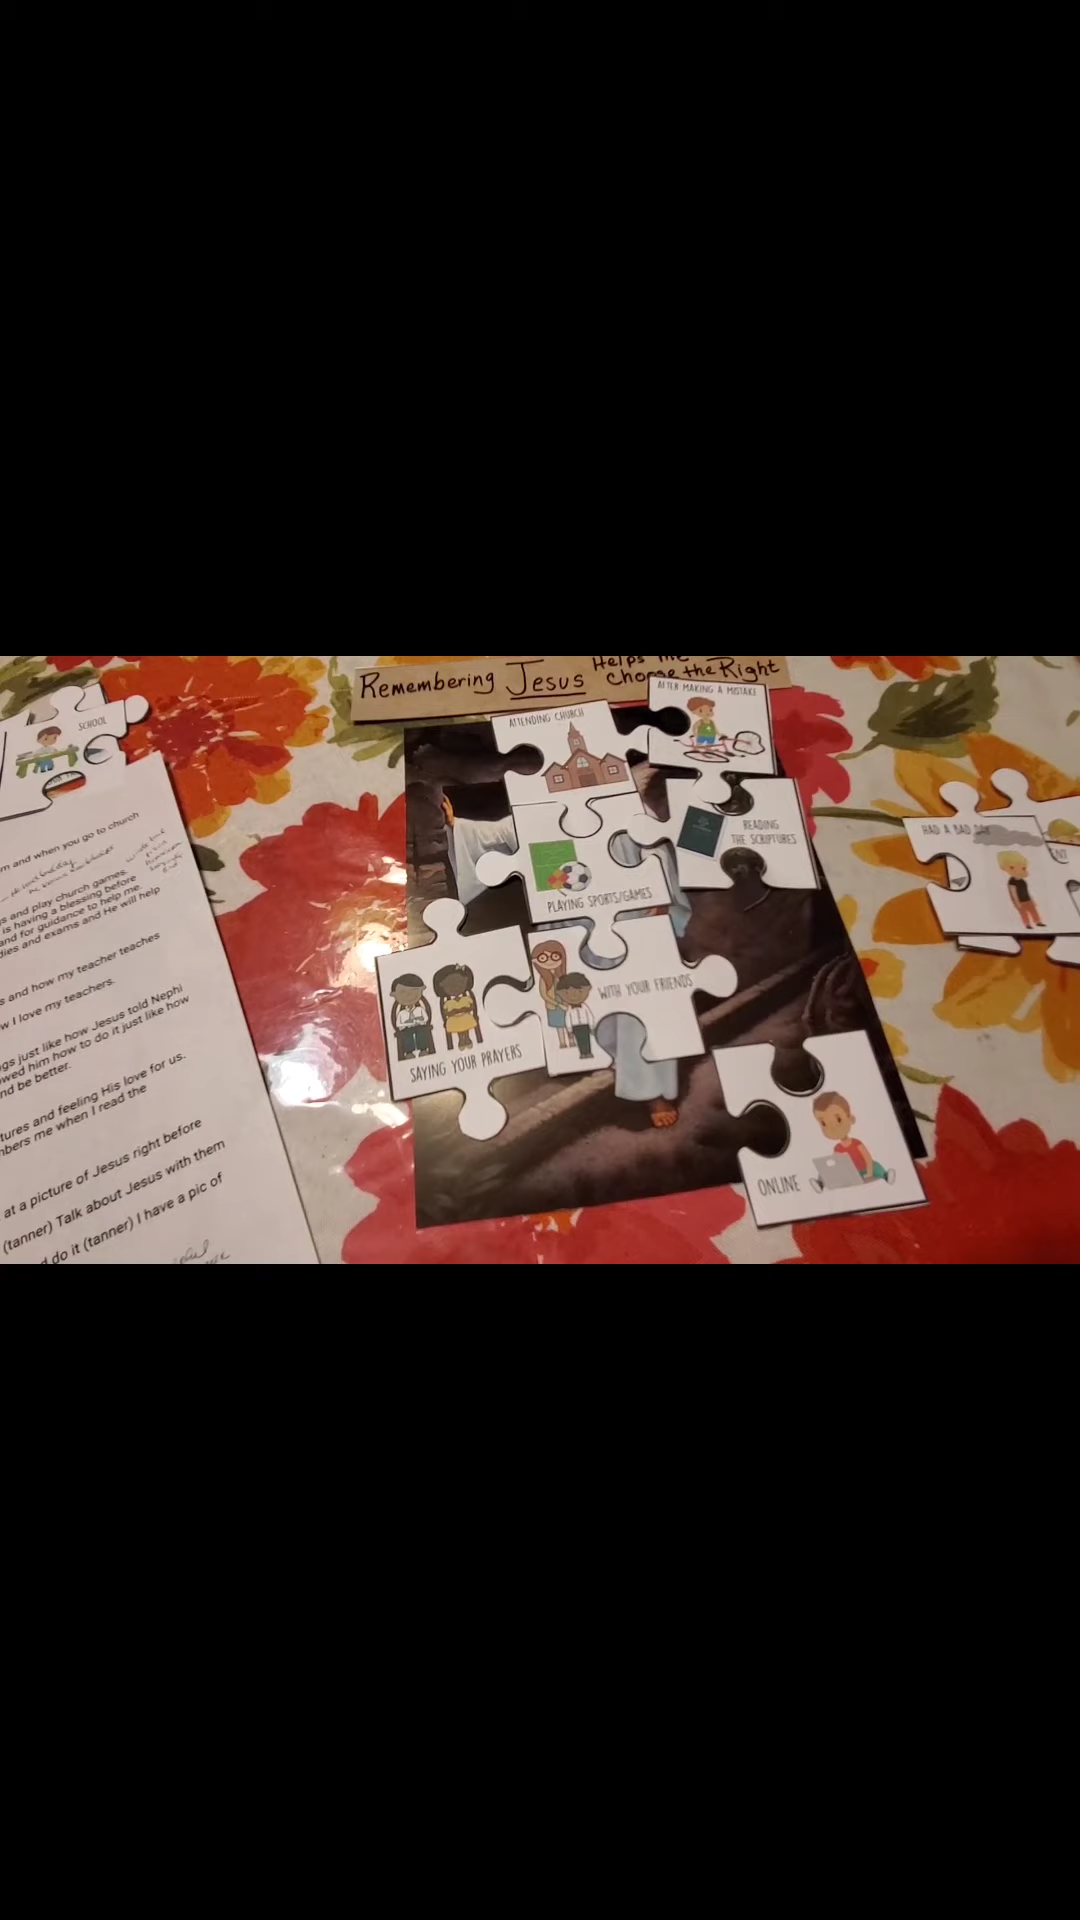 Remembering Jesus Helps me
choose the Right
SCHOOL
ATTENDING CHURCH
AFTER MAKING A MISTAKE
READING
THE SCRIPTURES
PLAYING SPORTS/GAMES
HAD A BAD DAY
WITH YOUR FRIENDS
SAYING YOUR PRAYERS
ONLINE
m and when you go to church
gs and play church games.
is having a blessing before
and for guidance to help me.
dies and exams and He will help
s and how my teacher teaches
w I love my teachers.
ngs just like how Jesus told Nephi
owed him how to do it just like how
nd be better.
tures and feeling His love for us.
mbers me when I read the
at a picture of Jesus right before
(tanner) Talk about Jesus with them
d do it (tanner) I have a pic of